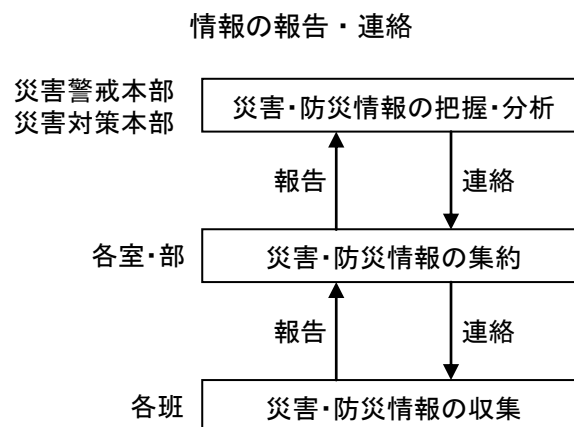 情報の報告・連絡
災害警戒本部
災害対策本部
災害・防災情報の把握・分析
報告
連絡
各室・部
災害・防災情報の集約
報告
連絡
各班
災害・防災情報の収集